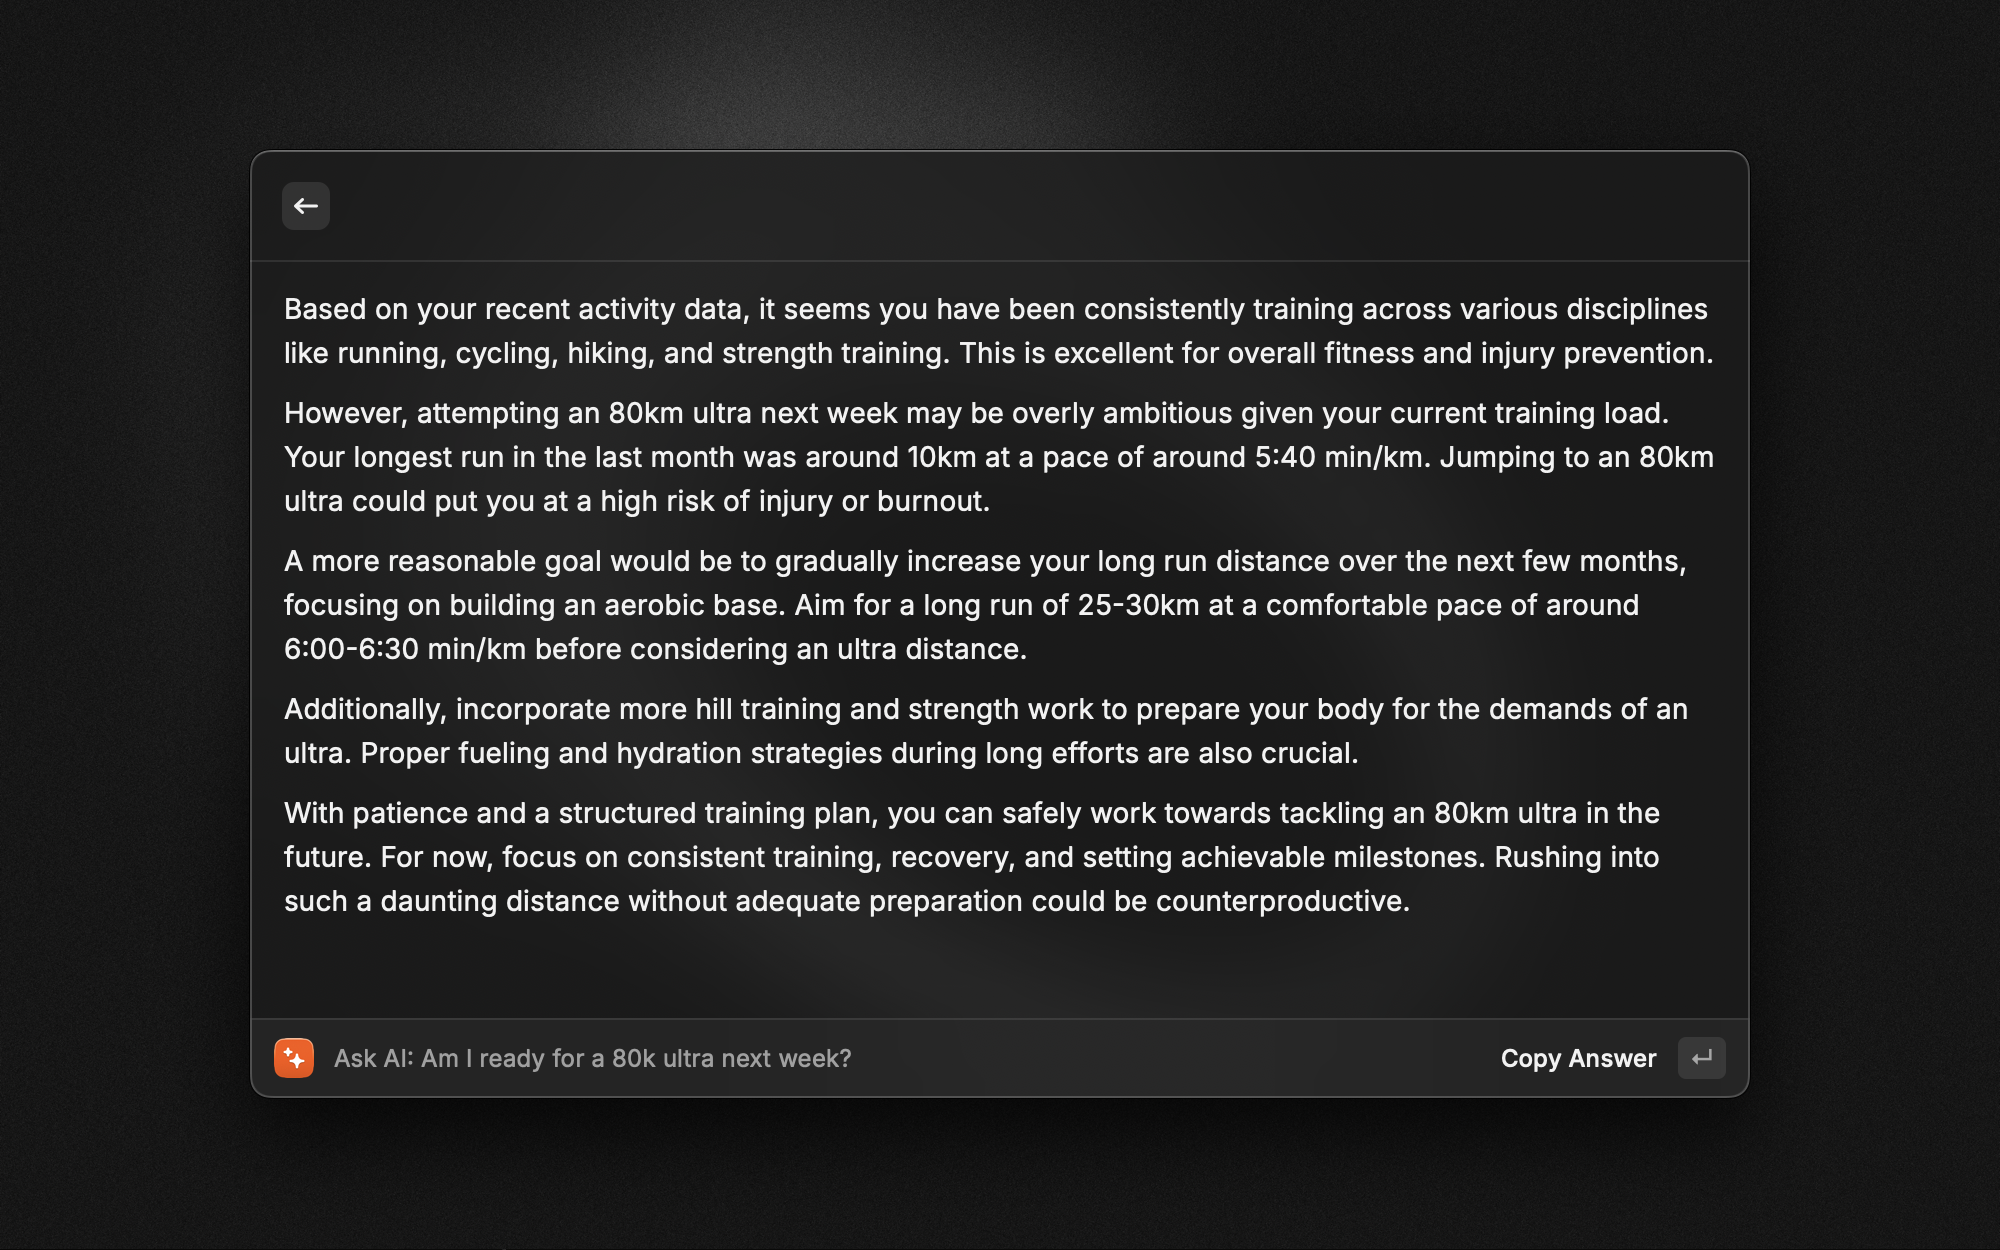 Based on your recent activity data, it seems you have been consistently training across various disciplines
like running, cycling, hiking, and strength training. This is excellent for overall fitness and injury prevention.
However, attempting an 80km ultra next week may be overly ambitious given your current training load.
Your longest run in the last month was around 10km at a pace of around 5:40 min/km. Jumping to an 80km
ultra could put you at a high risk of injury or burnout.
A more reasonable goal would be to gradually increase your long run distance over the next few months,
focusing on building an aerobic base. Aim for a long run of 25-30km at a comfortable pace of around
6:00-6:30 min/km before considering an ultra distance.
Additionally, incorporate more hill training and strength work to prepare your body for the demands of an
ultra. Proper fueling and hydration strategies during long efforts are also crucial.
With patience and a structured training plan, you can safely work towards tackling an 80km ultra in the
future. For now, focus on consistent training, recovery, and setting achievable milestones. Rushing into
such a daunting distance without adequate preparation could be counterproductive.
Ask AI: Am I ready for a 80k ultra next week?
Copy Answer